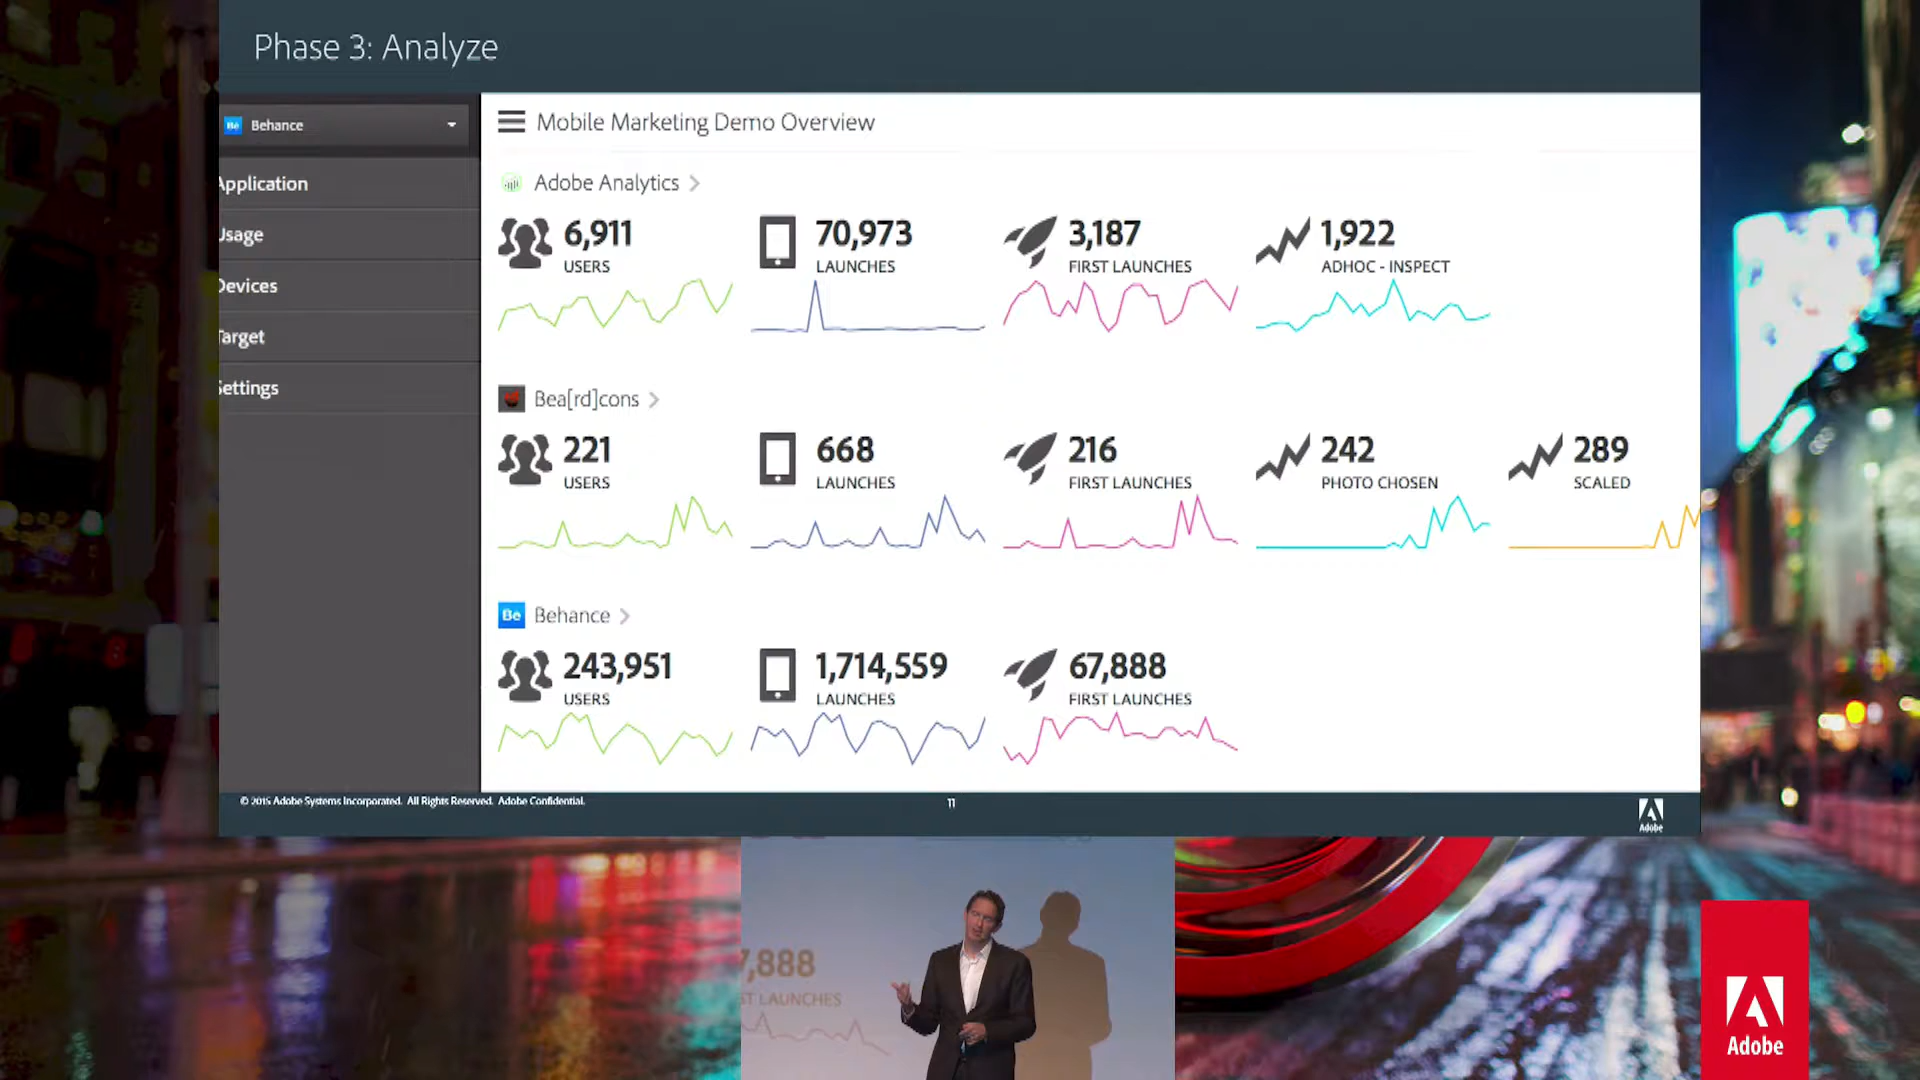 Phase 3: Analyze
Be Behance
Application
Usage
Devices
Target
Settings
Mobile Marketing Demo Overview
Adobe Analytics
6,911
USERS
70,973
LAUNCHES
3,187
FIRST LAUNCHES
1,922
ADHOC - INSPECT
Bea[rd]cons
221
USERS
668
LAUNCHES
216
FIRST LAUNCHES
242
PHOTO CHOSEN
289
SCALED
Be Behance
243,951
USERS
1,714,559
LAUNCHES
67,888
FIRST LAUNCHES
© 2015 Adobe Systems Incorporated. All Rights Reserved. Adobe Confidential.
11
Adobe
7,888
ST LAUNCHES
Adobe